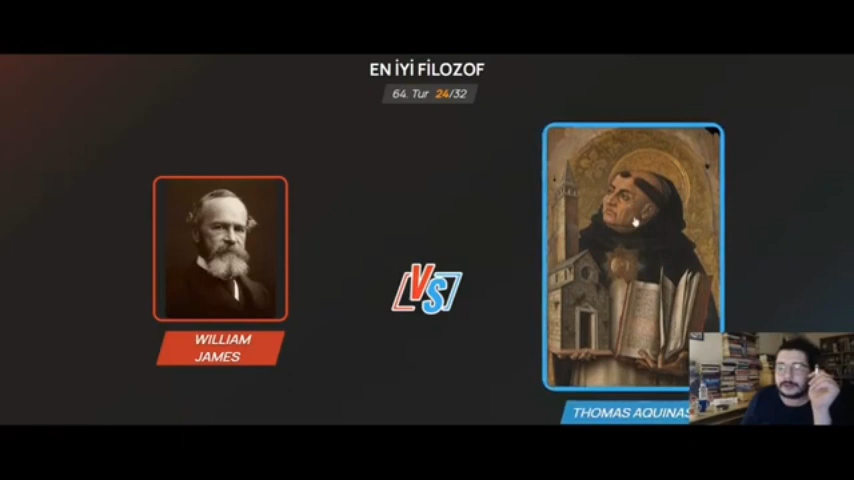 EN İYİ FİLOZOF
64. Tur 24/32
WILLIAM
JAMES
VS
THOMAS AQUINAS